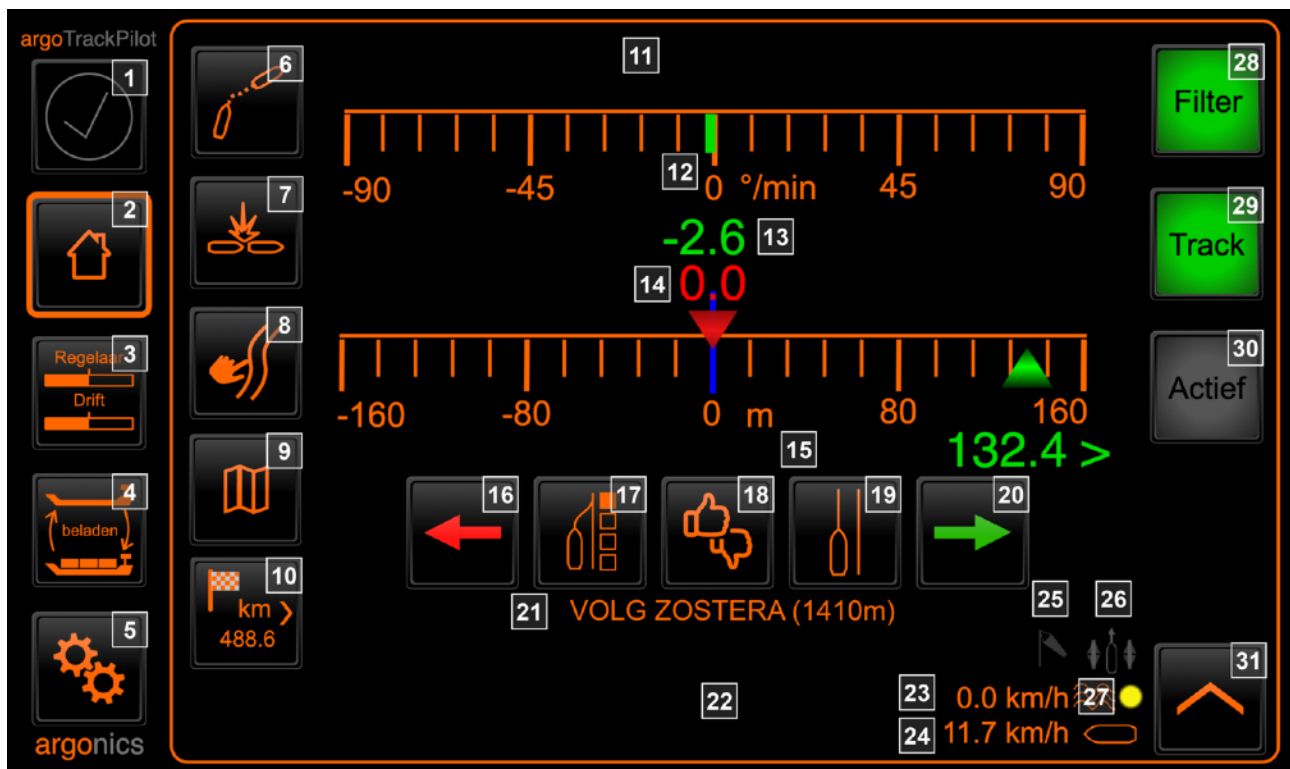 argoTrackPilot
1
2
3
Regelaar
Drift
4
beladen
5
argonics
6
7
8
9
10
km
488.6
11
-90 -45 0 °/min 45 90
12
-2.6 13
14 0.0
-160 -80 0 m 80 160
15 132.4 >
16 17 18 19 20
21 VOLG ZOSTERA (1410m)
22
25 26
23 0.0 km/h 27
24 11.7 km/h
28
Filter
29
Track
30
Actief
31